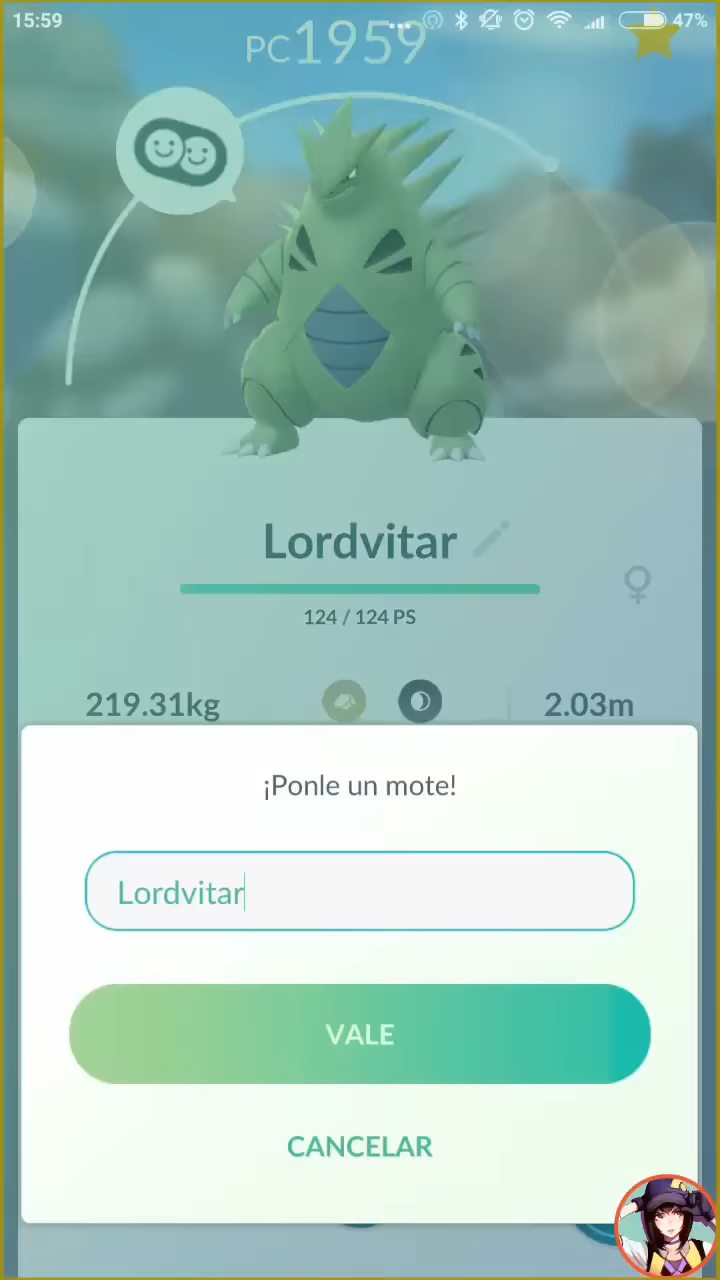 15:59
47%
PC1959
Lordvitar
124 / 124 PS
219.31kg
2.03m
¡Ponle un mote!
Lordvitar
VALE
CANCELAR